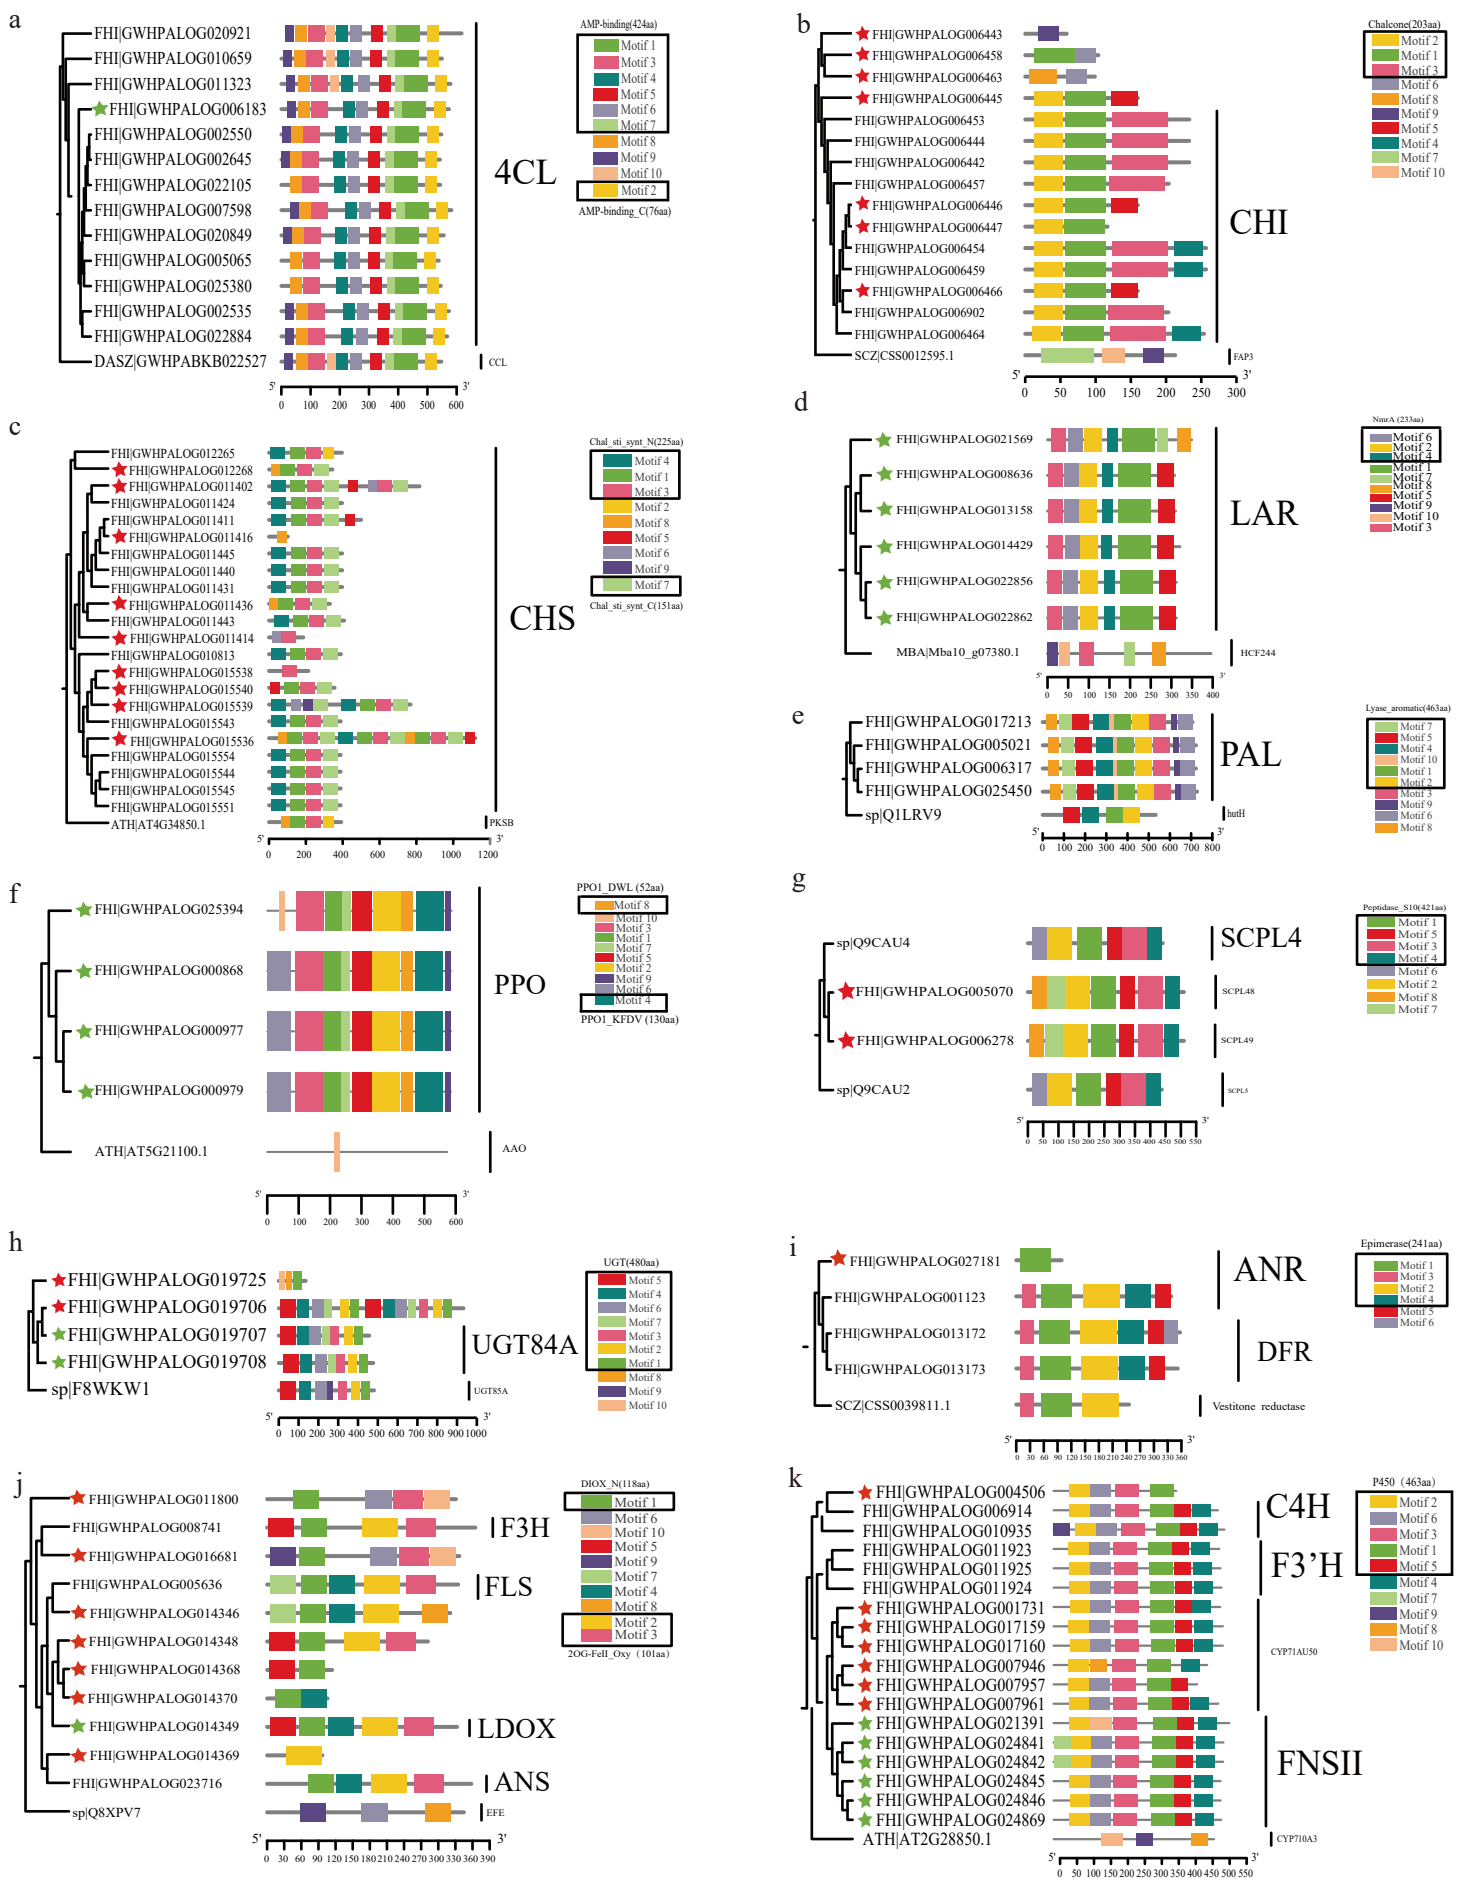 a
FHI|GWHPALOG020921
FHI|GWHPALOG010659
FHI|GWHPALOG011323
FHI|GWHPALOG006183
FHI|GWHPALOG002550
FHI|GWHPALOG002645
FHI|GWHPALOG022105
FHI|GWHPALOG007598
FHI|GWHPALOG020849
FHI|GWHPALOG005065
FHI|GWHPALOG025380
FHI|GWHPALOG002535
FHI|GWHPALOG022884
DASZ|GWHPABKB022527
4CL
CCL
5' 3'
0 100 200 300 400 500 600
AMP-binding(424aa)
Motif 1
Motif 3
Motif 4
Motif 5
Motif 6
Motif 7
Motif 8
Motif 9
Motif 10
Motif 2
AMP-binding_C(76aa)
b
FHI|GWHPALOG006443
FHI|GWHPALOG006458
FHI|GWHPALOG006463
FHI|GWHPALOG006445
FHI|GWHPALOG006453
FHI|GWHPALOG006444
FHI|GWHPALOG006442
FHI|GWHPALOG006457
FHI|GWHPALOG006446
FHI|GWHPALOG006447
FHI|GWHPALOG006454
FHI|GWHPALOG006459
FHI|GWHPALOG006466
FHI|GWHPALOG006902
FHI|GWHPALOG006464
SCZ|CSS0012595.1
CHI
FAP3
5' 3'
0 50 100 150 200 250 300
Chalcone(203aa)
Motif 2
Motif 1
Motif 3
Motif 6
Motif 8
Motif 9
Motif 5
Motif 4
Motif 7
Motif 10
c
FHI|GWHPALOG012265
FHI|GWHPALOG012268
FHI|GWHPALOG011402
FHI|GWHPALOG011424
FHI|GWHPALOG011411
FHI|GWHPALOG011416
FHI|GWHPALOG011445
FHI|GWHPALOG011440
FHI|GWHPALOG011431
FHI|GWHPALOG011436
FHI|GWHPALOG011443
FHI|GWHPALOG011414
FHI|GWHPALOG010813
FHI|GWHPALOG015538
FHI|GWHPALOG015540
FHI|GWHPALOG015539
FHI|GWHPALOG015543
FHI|GWHPALOG015536
FHI|GWHPALOG015554
FHI|GWHPALOG015544
FHI|GWHPALOG015545
FHI|GWHPALOG015551
ATH|AT4G34850.1
CHS
PKSB
5' 3'
0 200 400 600 800 1000 1200
Chal_sti_synt_N(225aa)
Motif 4
Motif 1
Motif 3
Motif 2
Motif 8
Motif 5
Motif 6
Motif 9
Motif 7
Chal_sti_synt_C(151aa)
d
FHI|GWHPALOG021569
FHI|GWHPALOG008636
FHI|GWHPALOG013158
FHI|GWHPALOG014429
FHI|GWHPALOG022856
FHI|GWHPALOG022862
MBA|Mba10_g07380.1
LAR
HCF244
5' 3'
0 50 100 150 200 250 300 350 400
NmrA (233aa)
Motif 6
Motif 2
Motif 4
Motif 1
Motif 7
Motif 8
Motif 5
Motif 9
Motif 10
Motif 3
e
FHI|GWHPALOG017213
FHI|GWHPALOG005021
FHI|GWHPALOG006317
FHI|GWHPALOG025450
sp|Q1LRV9
PAL
hutH
5' 3'
0 100 200 300 400 500 600 700 800
Lyase_aromatic(463aa)
Motif 7
Motif 5
Motif 4
Motif 10
Motif 1
Motif 2
Motif 3
Motif 9
Motif 6
Motif 8
f
FHI|GWHPALOG025394
FHI|GWHPALOG000868
FHI|GWHPALOG000977
FHI|GWHPALOG000979
ATH|AT5G21100.1
PPO
AAO
5' 3'
0 100 200 300 400 500 600
PPO1_DWL (52aa)
Motif 8
Motif 10
Motif 3
Motif 1
Motif 7
Motif 5
Motif 2
Motif 9
Motif 6
Motif 4
PPO1_KFDV (130aa)
g
sp|Q9CAU4
FHI|GWHPALOG005070
FHI|GWHPALOG006278
sp|Q9CAU2
SCPL4
SCPL48
SCPL49
SCPL5
5' 3'
0 50 100 150 200 250 300 350 400 450 500 550
Peptidase_S10(421aa)
Motif 1
Motif 5
Motif 3
Motif 4
Motif 6
Motif 2
Motif 8
Motif 7
h
FHI|GWHPALOG019725
FHI|GWHPALOG019706
FHI|GWHPALOG019707
FHI|GWHPALOG019708
sp|F8WKW1
UGT84A
UGT85A
5' 3'
0 100 200 300 400 500 600 700 800 900 1000
UGT(480aa)
Motif 5
Motif 4
Motif 6
Motif 7
Motif 3
Motif 2
Motif 1
Motif 8
Motif 9
Motif 10
i
FHI|GWHPALOG027181
FHI|GWHPALOG001123
FHI|GWHPALOG013172
FHI|GWHPALOG013173
SCZ|CSS0039811.1
ANR
DFR
Vestitone reductase
5' 3'
0 30 60 90 120 150 180 210 240 270 300 330 360
Epimerase(241aa)
Motif 1
Motif 3
Motif 2
Motif 4
Motif 5
Motif 6
j
FHI|GWHPALOG011800
FHI|GWHPALOG008741
FHI|GWHPALOG016681
FHI|GWHPALOG005636
FHI|GWHPALOG014346
FHI|GWHPALOG014348
FHI|GWHPALOG014368
FHI|GWHPALOG014370
FHI|GWHPALOG014349
FHI|GWHPALOG014369
FHI|GWHPALOG023716
sp|Q8XPV7
F3H
FLS
LDOX
ANS
EFE
5' 3'
0 30 60 90 120 150 180 210 240 270 300 330 360 390
DIOX_N(118aa)
Motif 1
Motif 6
Motif 10
Motif 5
Motif 9
Motif 7
Motif 4
Motif 8
Motif 2
Motif 3
2OG-FeII_Oxy（101aa)
k
FHI|GWHPALOG004506
FHI|GWHPALOG006914
FHI|GWHPALOG010935
FHI|GWHPALOG011923
FHI|GWHPALOG011925
FHI|GWHPALOG011924
FHI|GWHPALOG001731
FHI|GWHPALOG017159
FHI|GWHPALOG017160
FHI|GWHPALOG007946
FHI|GWHPALOG007957
FHI|GWHPALOG007961
FHI|GWHPALOG021391
FHI|GWHPALOG024841
FHI|GWHPALOG024842
FHI|GWHPALOG024845
FHI|GWHPALOG024846
FHI|GWHPALOG024869
ATH|AT2G28850.1
C4H
F3’H
CYP71AU50
FNSII
CYP710A3
5' 3'
0 50 100 150 200 250 300 350 400 450 500 550
P450（463aa)
Motif 2
Motif 6
Motif 3
Motif 1
Motif 5
Motif 4
Motif 7
Motif 9
Motif 8
Motif 10